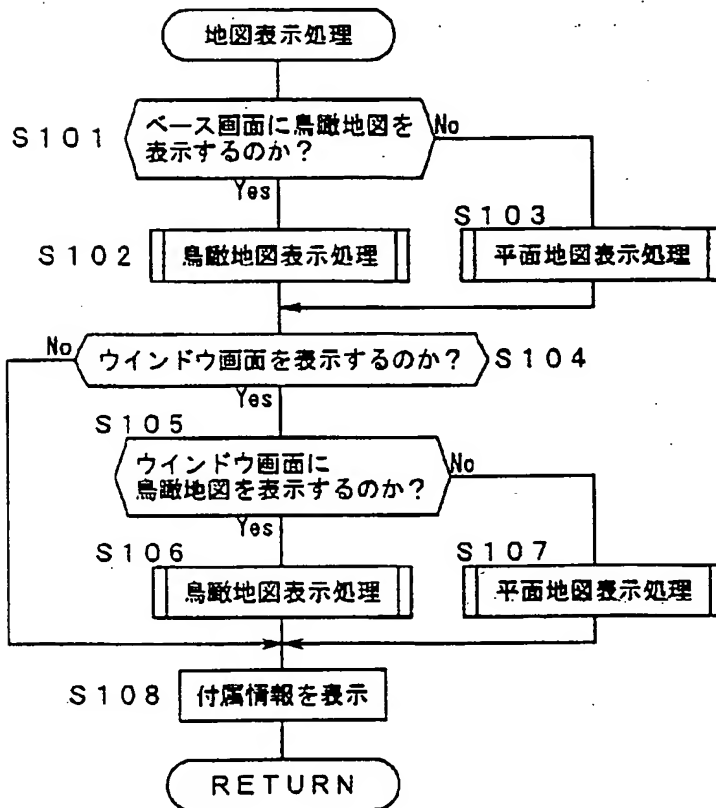 地図表示処理
S101
ベース画面に鳥瞰地図を
表示するのか？
No
Yes
S103
S102
鳥瞰地図表示処理
平面地図表示処理
No
ウインドウ画面を表示するのか？
S104
Yes
S105
ウインドウ画面に
鳥瞰地図を表示するのか？
No
Yes
S106
S107
鳥瞰地図表示処理
平面地図表示処理
S108
付属情報を表示
RETURN